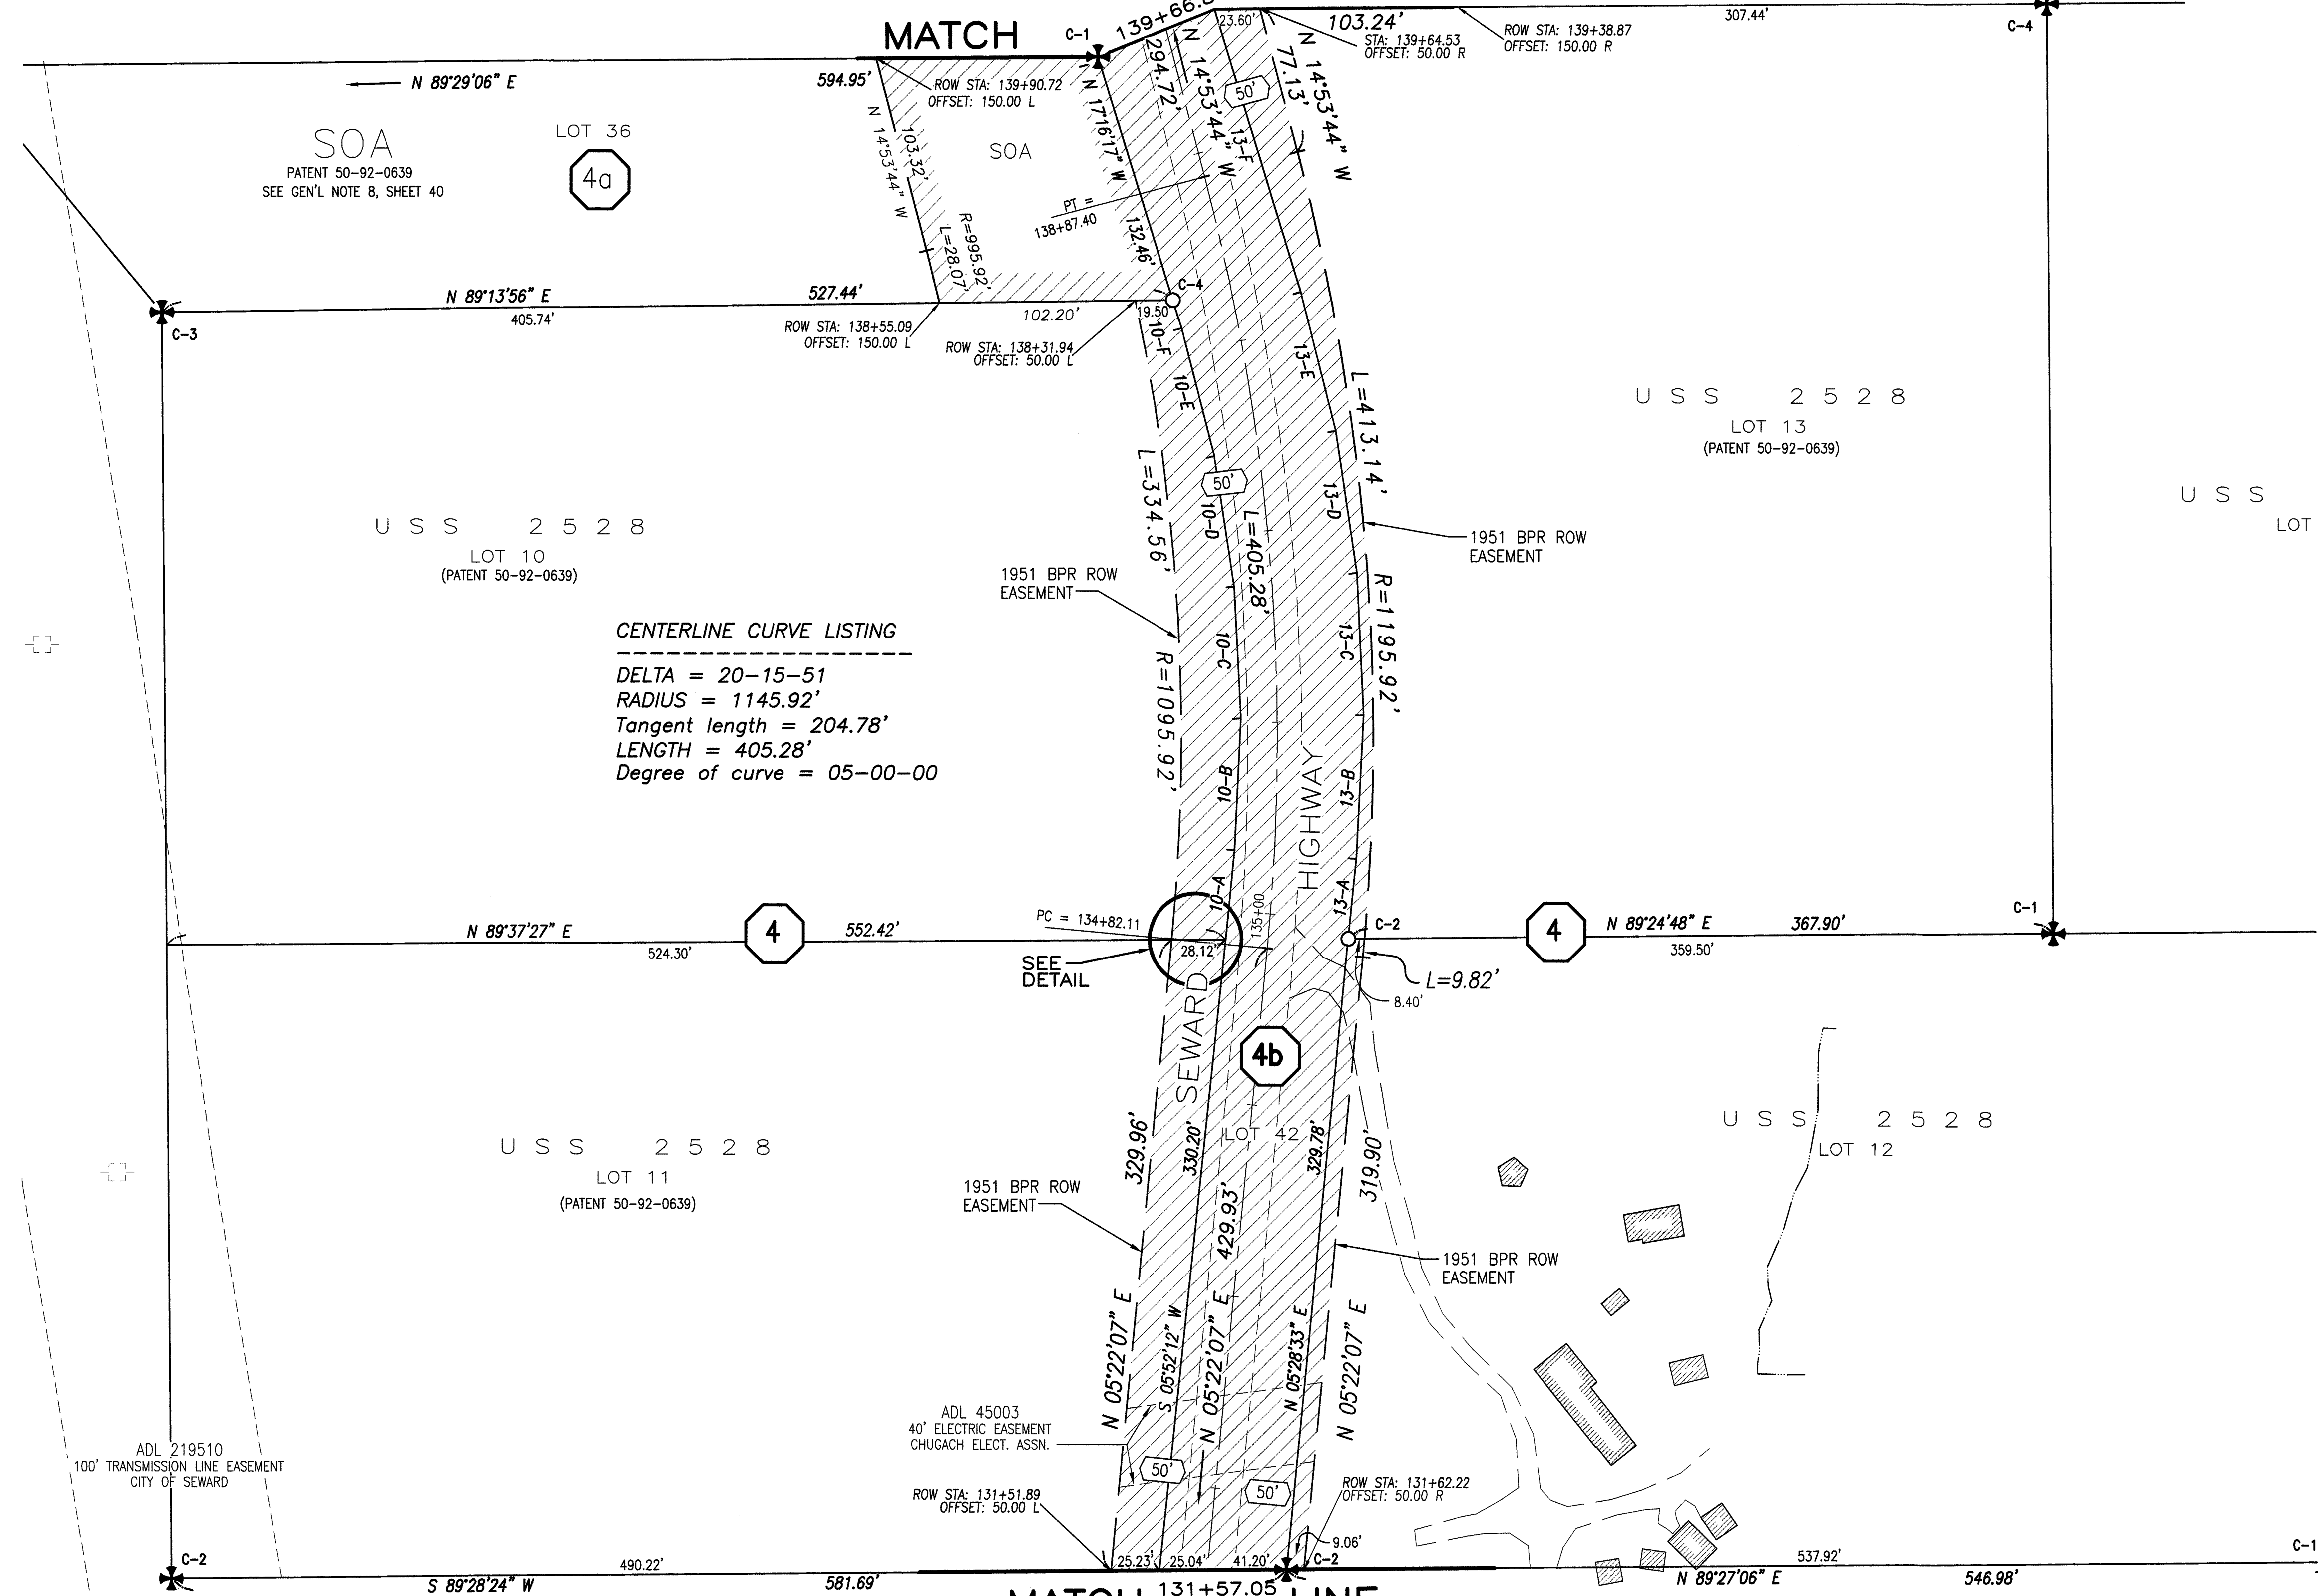 MATCH
C-1
139+66.
23.60'
103.24'
STA: 139+64.53
OFFSET: 50.00 R
ROW STA: 139+38.87
OFFSET: 150.00 R
307.44'
C-4
N 89°29'06" E
594.95'
ROW STA: 139+90.72
OFFSET: 150.00 L
SOA
PATENT 50-92-0639
SEE GEN'L NOTE 8, SHEET 40
LOT 36
4a
N 14°53'44" W
103.32'
SOA
N 17°16'17" W
132.46'
294.72'
N 14°53'44" W
50'
13-F
77.13'
N 14°53'44" W
PT =
138+87.40
R=995.92'
L=28.07'
C-4
N 89°13'56" E
527.44'
405.74'
102.20'
19.50
C-3
ROW STA: 138+55.09
OFFSET: 150.00 L
ROW STA: 138+31.94
OFFSET: 50.00 L
10-F
10-E
13-E
L=413.14'
U S S 2 5 2 8
LOT 13
(PATENT 50-92-0639)
U S S
LOT
L=334.56'
50'
10-D
13-D
L=405.28'
1951 BPR ROW
EASEMENT
U S S 2 5 2 8
LOT 10
(PATENT 50-92-0639)
1951 BPR ROW
EASEMENT
R=1195.92'
CENTERLINE CURVE LISTING
DELTA = 20-15-51
RADIUS = 1145.92'
Tangent length = 204.78'
LENGTH = 405.28'
Degree of curve = 05-00-00
10-C
13-C
R=1095.92'
10-B
13-B
HIGHWAY
10-A
13-A
135+00
PC = 134+82.11
N 89°37'27" E
4
552.42'
524.30'
28.12'
SEE
DETAIL
C-2
4
N 89°24'48" E
367.90'
359.50'
C-1
L=9.82'
8.40'
SEWARD
4b
LOT 42
U S S 2 5 2 8
LOT 12
U S S 2 5 2 8
LOT 11
(PATENT 50-92-0639)
329.96'
330.20'
329.78'
319.90'
1951 BPR ROW
EASEMENT
429.93'
1951 BPR ROW
EASEMENT
N 05°22'07" E
S 05°52'12" W
N 05°22'07" E
N 05°28'33" E
N 05°22'07" E
ADL 45003
40' ELECTRIC EASEMENT
CHUGACH ELECT. ASSN.
ADL 219510
100' TRANSMISSION LINE EASEMENT
CITY OF SEWARD
50'
50'
ROW STA: 131+51.89
OFFSET: 50.00 L
ROW STA: 131+62.22
OFFSET: 50.00 R
9.06'
C-2
490.22'
25.23'
25.04'
41.20'
C-2
537.92'
C-1
S 89°28'24" W
581.69'
MATCH 131+57.05 LINE
N 89°27'06" E
546.98'